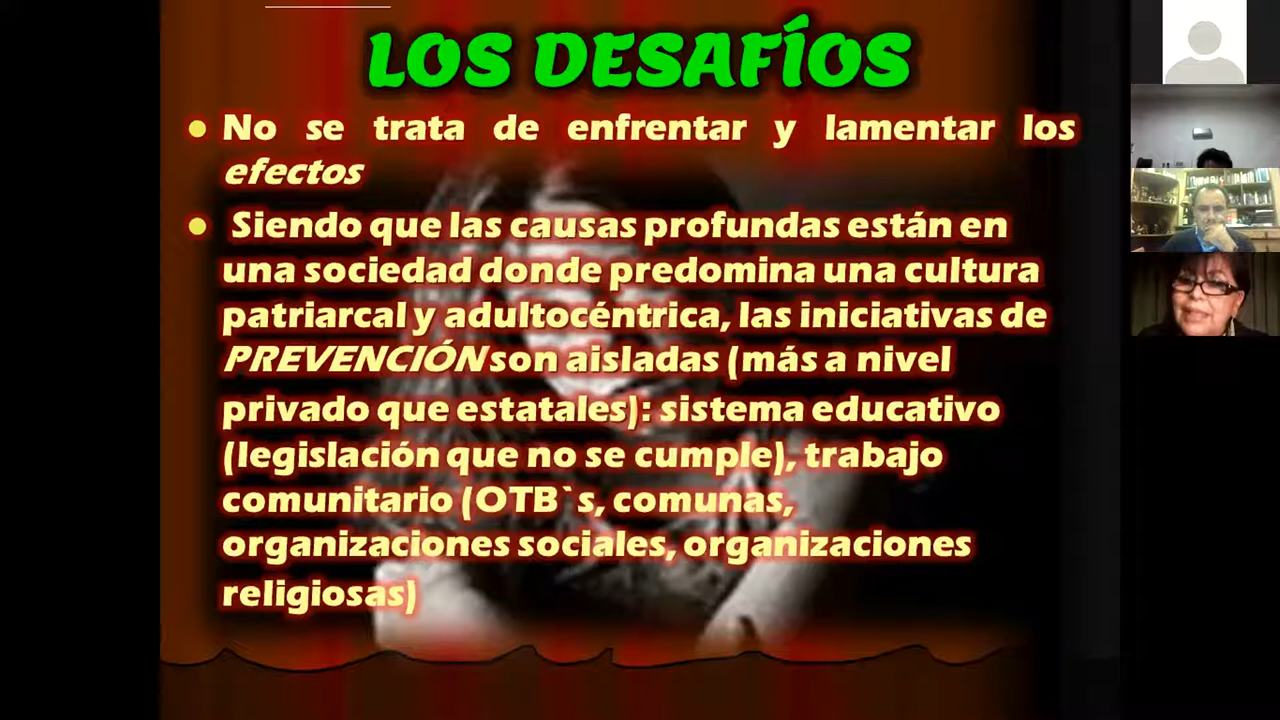 LOS DESAFÍOS
• No se trata de enfrentar y lamentar los
efectos
• Siendo que las causas profundas están en
una sociedad donde predomina una cultura
patriarcal y adultocéntrica, las iniciativas de
PREVENCIÓN son aisladas (más a nivel
privado que estatales): sistema educativo
(legislación que no se cumple), trabajo
comunitario (OTB`s, comunas,
organizaciones sociales, organizaciones
religiosas)